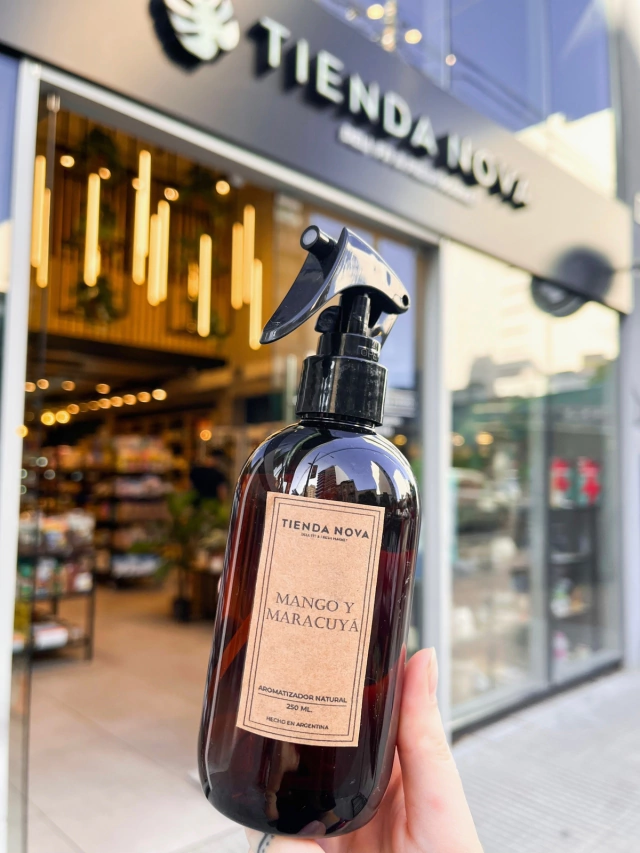 TIENDA NOVA
TIENDA NOVA
MANGO Y
MARACUYÁ
AROMATIZADOR NATURAL
250 ML.
HECHO EN ARGENTINA